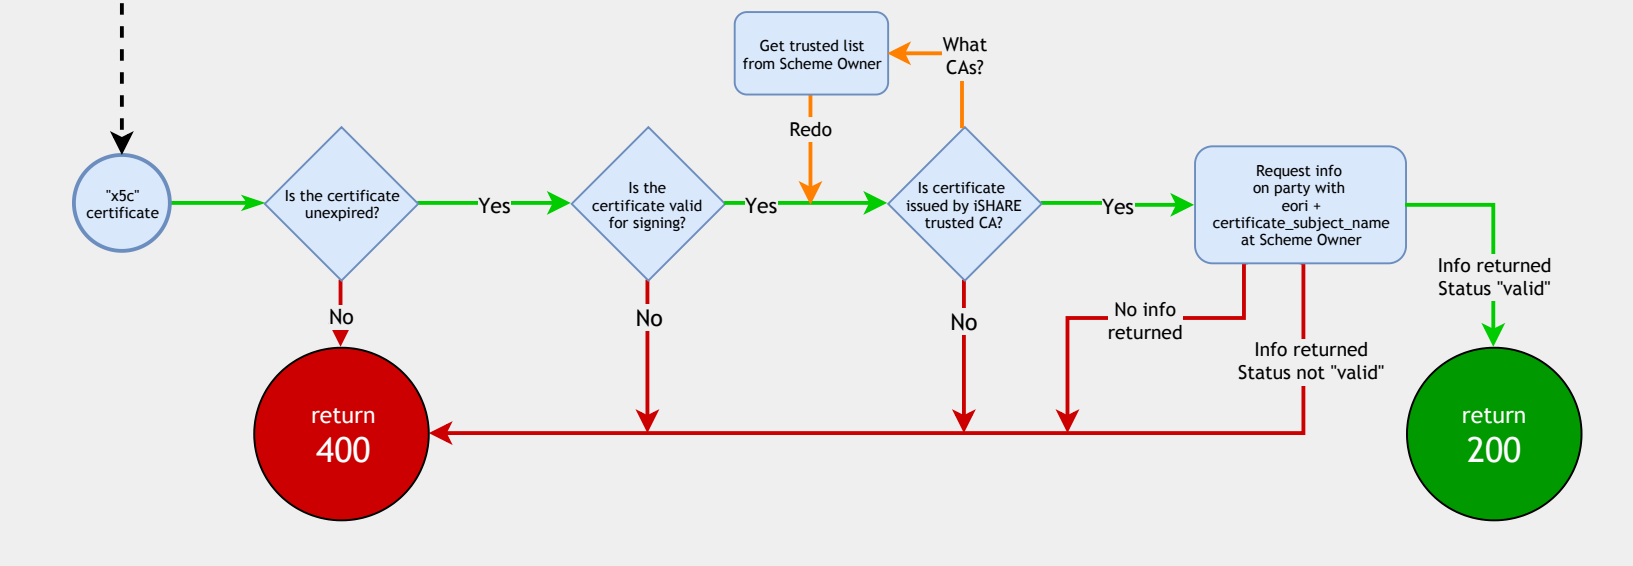 What
CAs?
Get trusted list
from Scheme Owner
Redo
"x5c"
certificate
Is the certificate
unexpired?
Yes
Is the
certificate valid
for signing?
Yes
Is certificate
issued by iSHARE
trusted CA?
Yes
Request info
on party with
eori +
certificate_subject_name
at Scheme Owner
Info returned
Status "valid"
No
No
No
No info
returned
Info returned
Status not "valid"
return
400
return
200